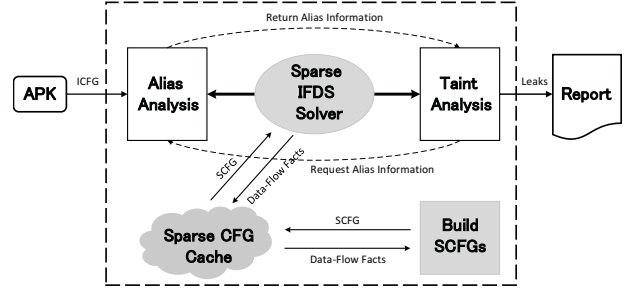 Return Alias Information
APK
ICFG
Alias
Analysis
Sparse
IFDS
Solver
Taint
Analysis
Leaks
Report
Request Alias Information
SCFG
Data-Flow Facts
Sparse CFG
Cache
SCFG
Data-Flow Facts
Build
SCFGs